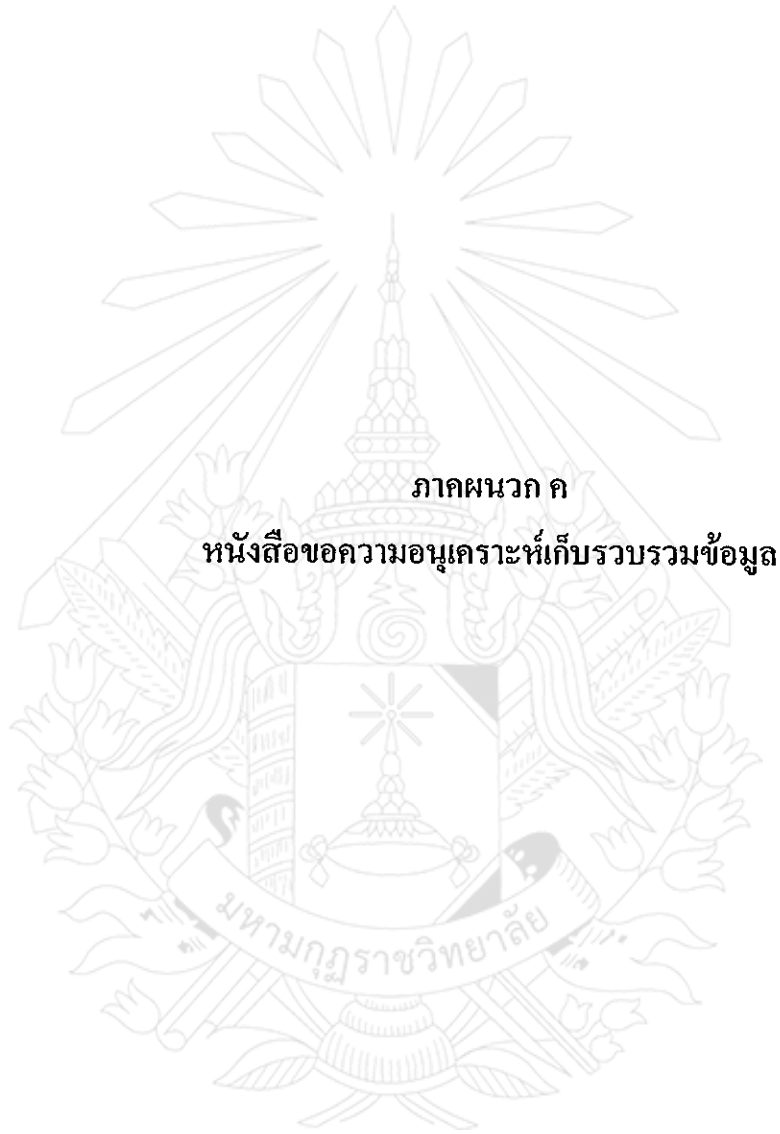 ภาคผนวก ค
หนังสือขอความอนุเคราะห์เก็บรวบรวมข้อมูล
มหามกุฏราชวิทยาลัย